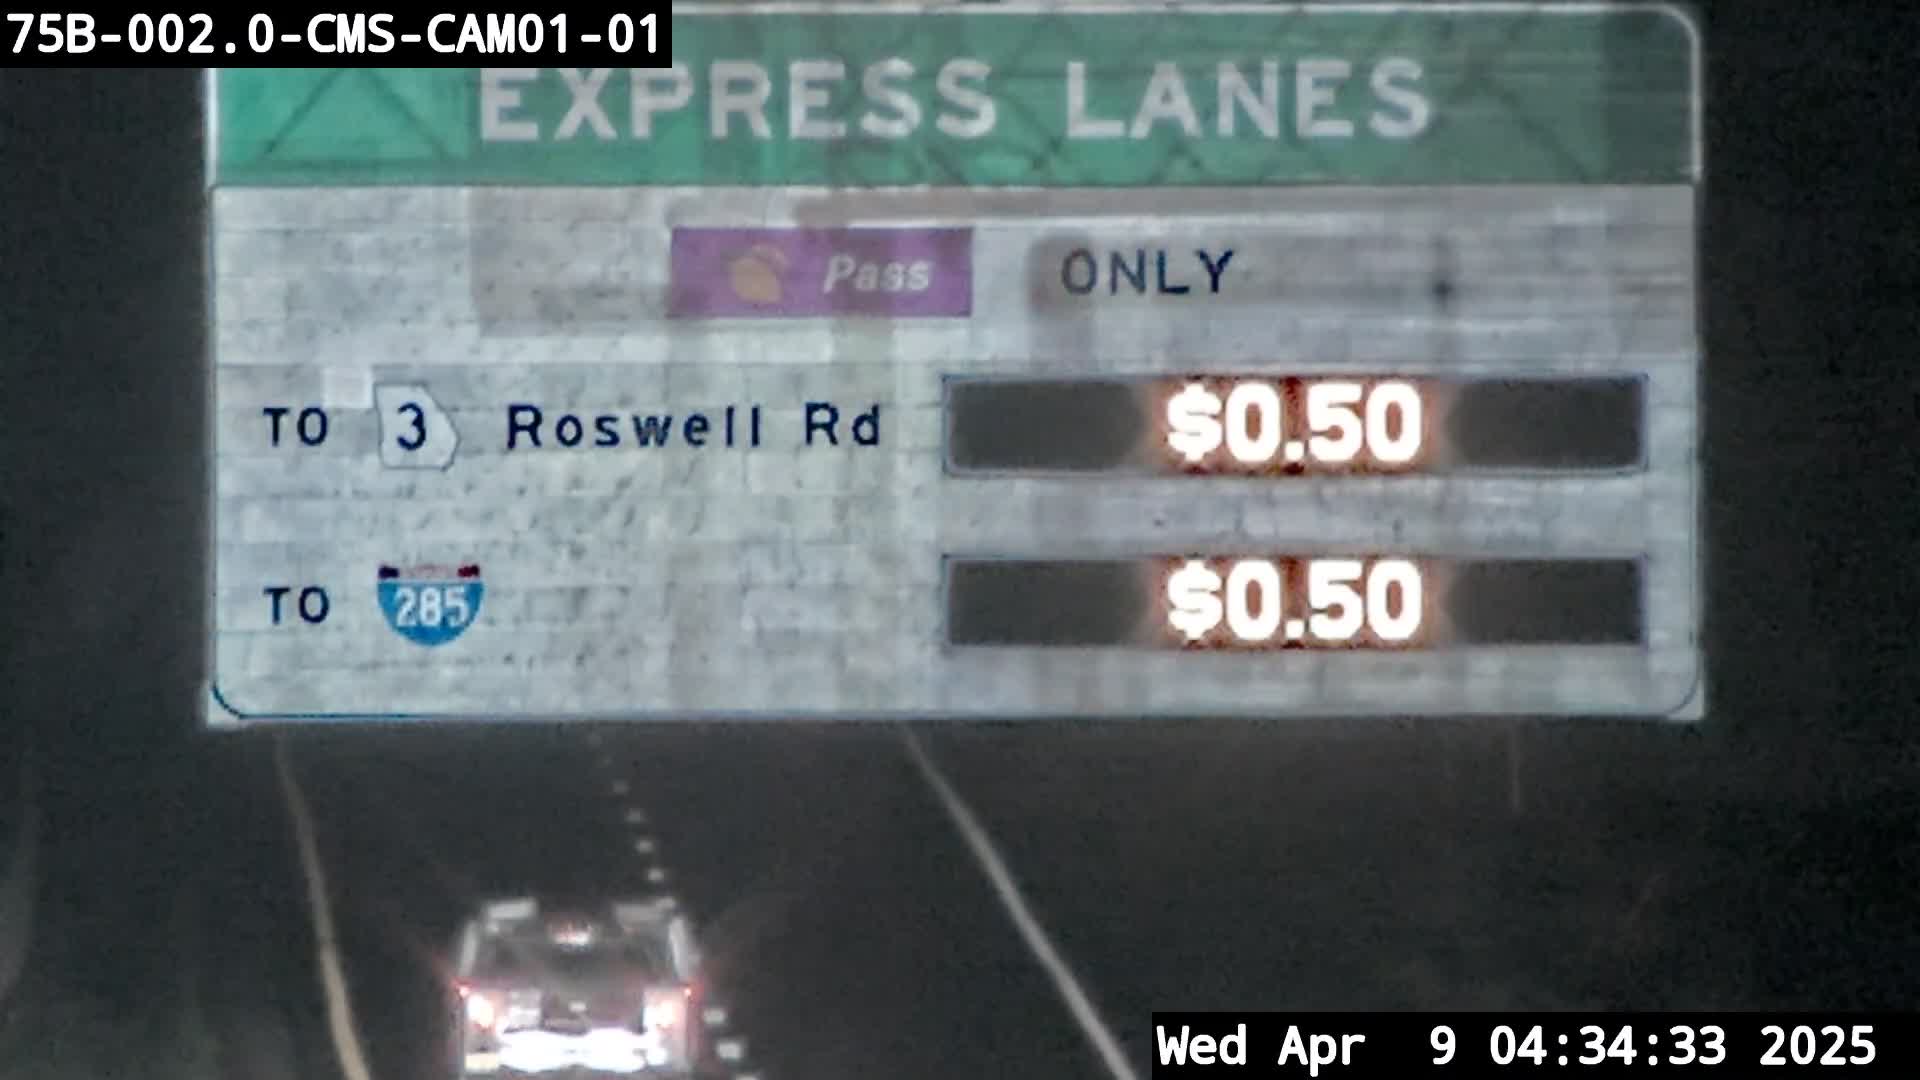 75B-002.0-CMS-CAM01-01
EXPRESS LANES
Pass ONLY
TO 3 Roswell Rd $0.50
TO 285 $0.50
Wed Apr 9 04:34:33 2025